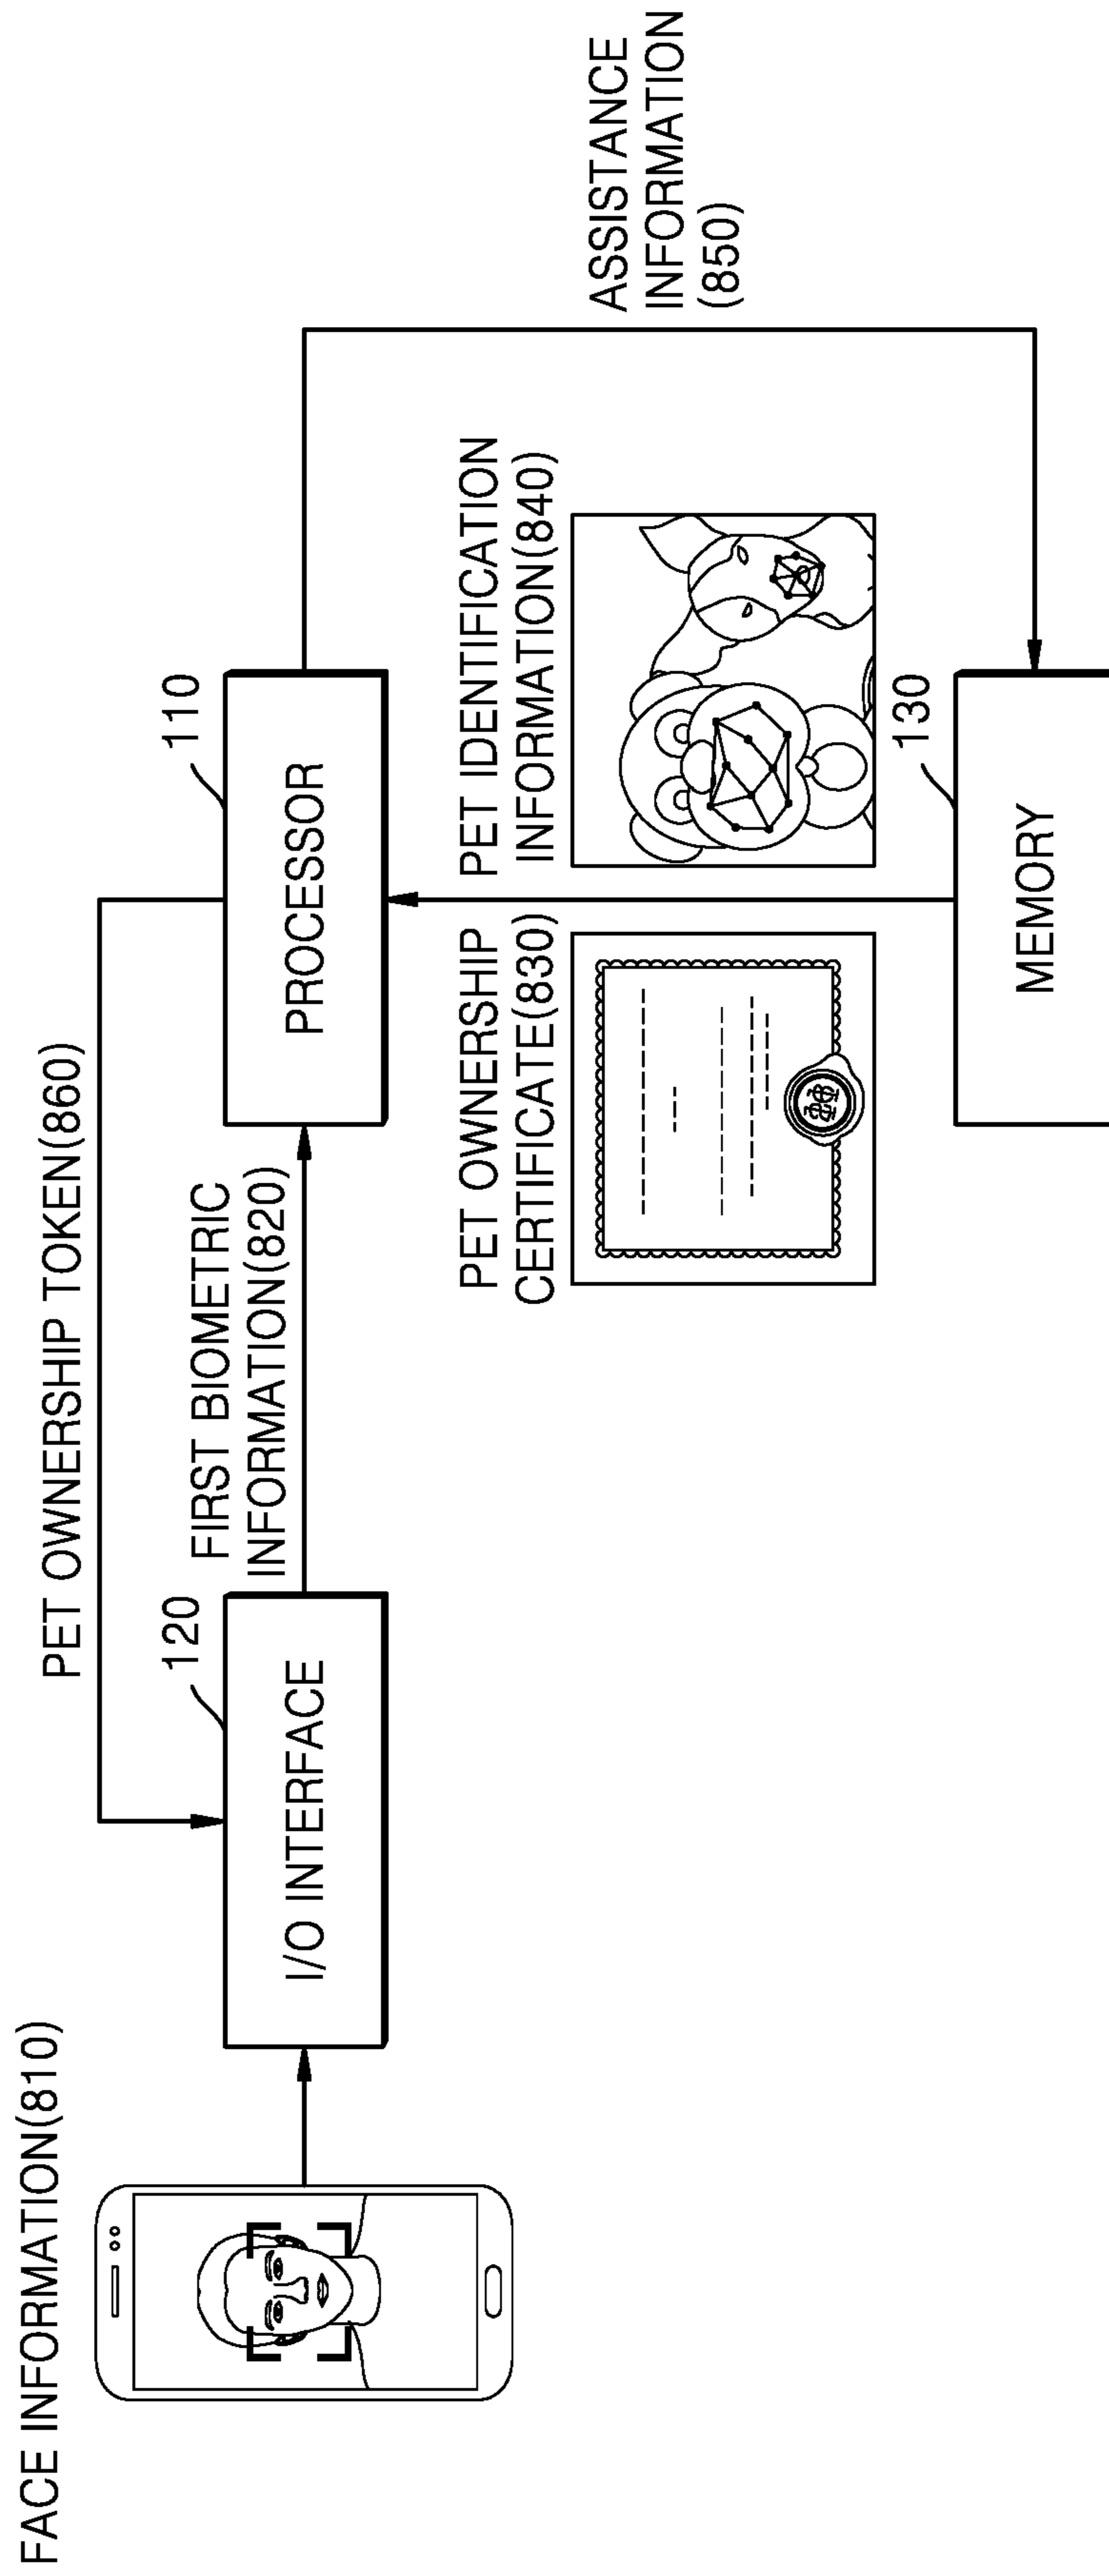 FACE INFORMATION(810)
PET OWNERSHIP TOKEN(860)
120
I/O INTERFACE
FIRST BIOMETRIC
INFORMATION(820)
110
PROCESSOR
PET OWNERSHIP
CERTIFICATE(830)
PET IDENTIFICATION
INFORMATION(840)
ASSISTANCE
INFORMATION
(850)
130
MEMORY